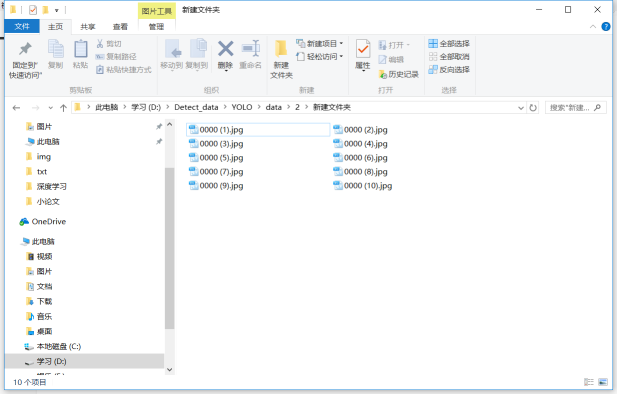 图片工具
新建文件夹
文件
主页
共享
查看
管理
固定到"
快速访问"
复制
粘贴
剪切
复制路径
粘贴快捷方式
剪贴板
移动到
复制到
删除
重命名
组织
新建
文件夹
新建项目
轻松访问
新建
属性
打开
编辑
历史记录
打开
全部选择
全部取消
反向选择
选择
此电脑 > 学习 (D:) > Detect_data > YOLO > data > 2 > 新建文件夹
搜索"新建...
图片
此电脑
img
txt
深度学习
小论文
OneDrive
此电脑
视频
图片
文档
下载
音乐
桌面
本地磁盘 (C:)
学习 (D:)
0000 (1).jpg
0000 (2).jpg
0000 (3).jpg
0000 (4).jpg
0000 (5).jpg
0000 (6).jpg
0000 (7).jpg
0000 (8).jpg
0000 (9).jpg
0000 (10).jpg
10 个项目